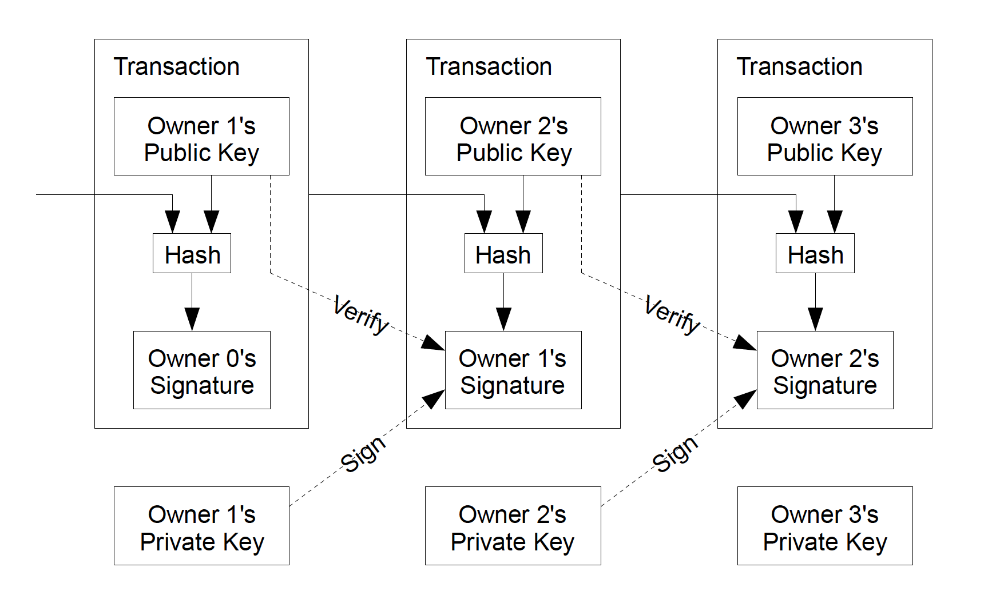 Transaction
Owner 1's
Public Key
Hash
Owner 0's
Signature
Transaction
Owner 2's
Public Key
Hash
Verify
Owner 1's
Signature
Sign
Transaction
Owner 3's
Public Key
Hash
Verify
Owner 2's
Signature
Sign
Owner 1's
Private Key
Owner 2's
Private Key
Owner 3's
Private Key